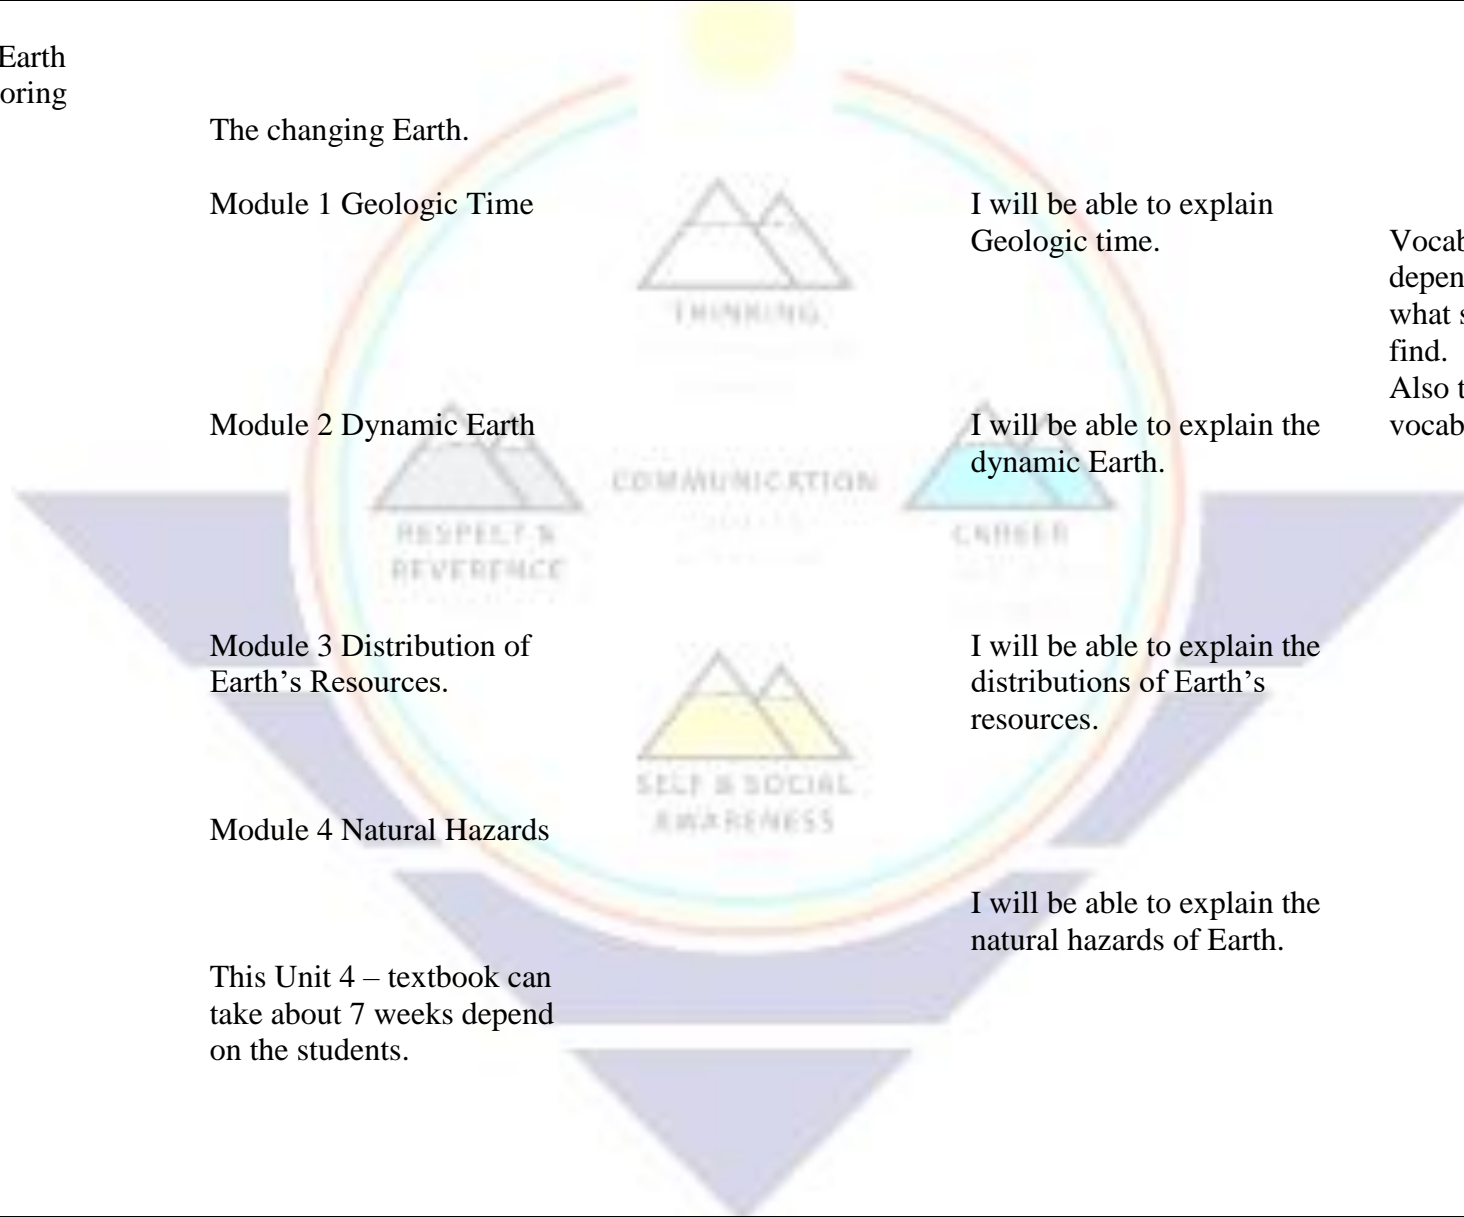 Earth
oring
The changing Earth.
Module 1 Geologic Time
I will be able to explain
Geologic time.
Vocab
depen
what s
find.
Also t
vocab
THINKING
Module 2 Dynamic Earth
I will be able to explain the
dynamic Earth.
COMMUNICATION
RESPECT &
REVERENCE
CAREER
Module 3 Distribution of
Earth’s Resources.
I will be able to explain the
distributions of Earth’s
resources.
SELF & SOCIAL
AWARENESS
Module 4 Natural Hazards
I will be able to explain the
natural hazards of Earth.
This Unit 4 – textbook can
take about 7 weeks depend
on the students.